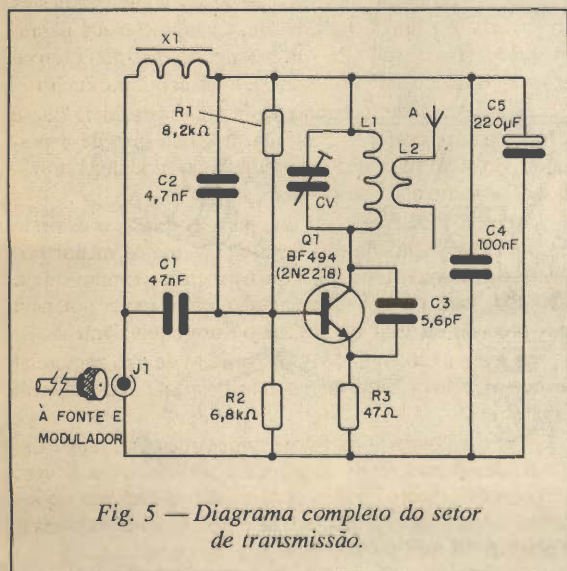 X1
R1
8,2kΩ
C2
4,7nF
C1
47nF
L1
L2
A
CV
C5
220µF
C4
100nF
Q1
BF494
(2N2218)
C3
5,6pF
J1
À FONTE E
MODULADOR
R2
6,8kΩ
R3
47Ω
Fig. 5 — Diagrama completo do setor
de transmissão.